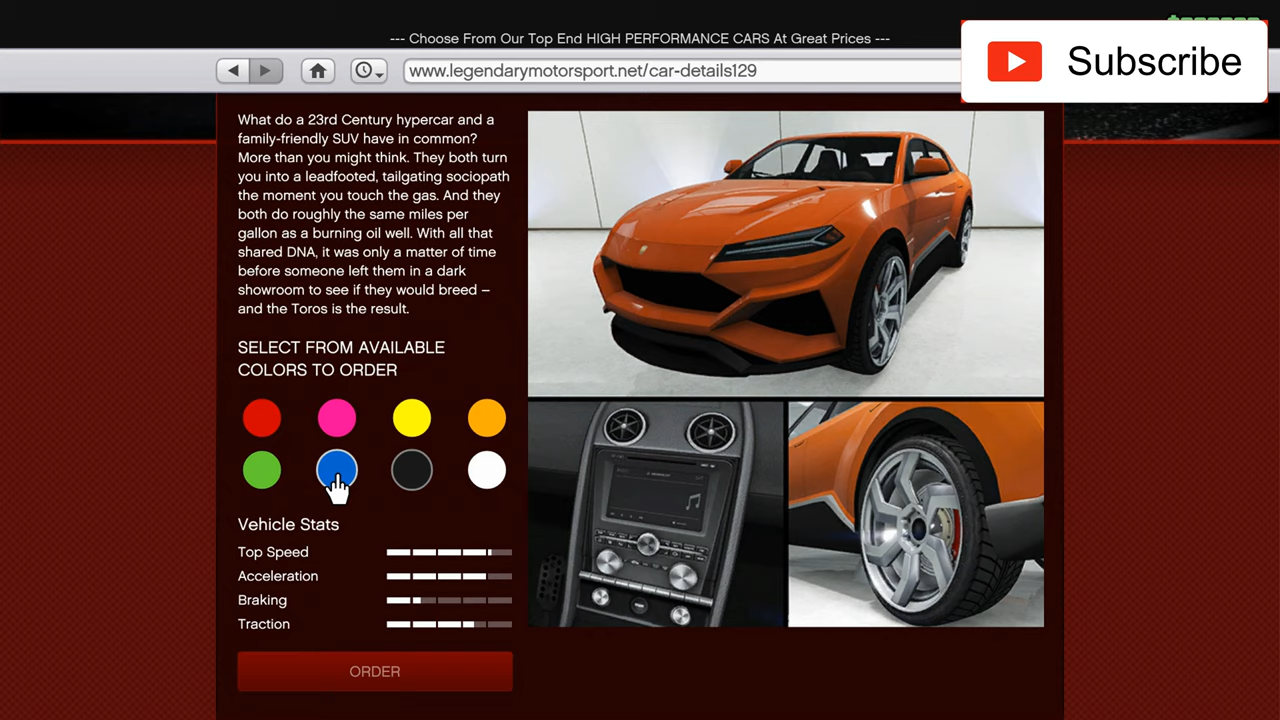 --- Choose From Our Top End HIGH PERFORMANCE CARS At Great Prices ---
Subscribe
www.legendarymotorsport.net/car-details129
What do a 23rd Century hypercar and a
family-friendly SUV have in common?
More than you might think. They both turn
you into a leadfooted, tailgating sociopath
the moment you touch the gas. And they
both do roughly the same miles per
gallon as a burning oil well. With all that
shared DNA, it was only a matter of time
before someone left them in a dark
showroom to see if they would breed –
and the Toros is the result.
SELECT FROM AVAILABLE
COLORS TO ORDER
Vehicle Stats
Top Speed
Acceleration
Braking
Traction
ORDER